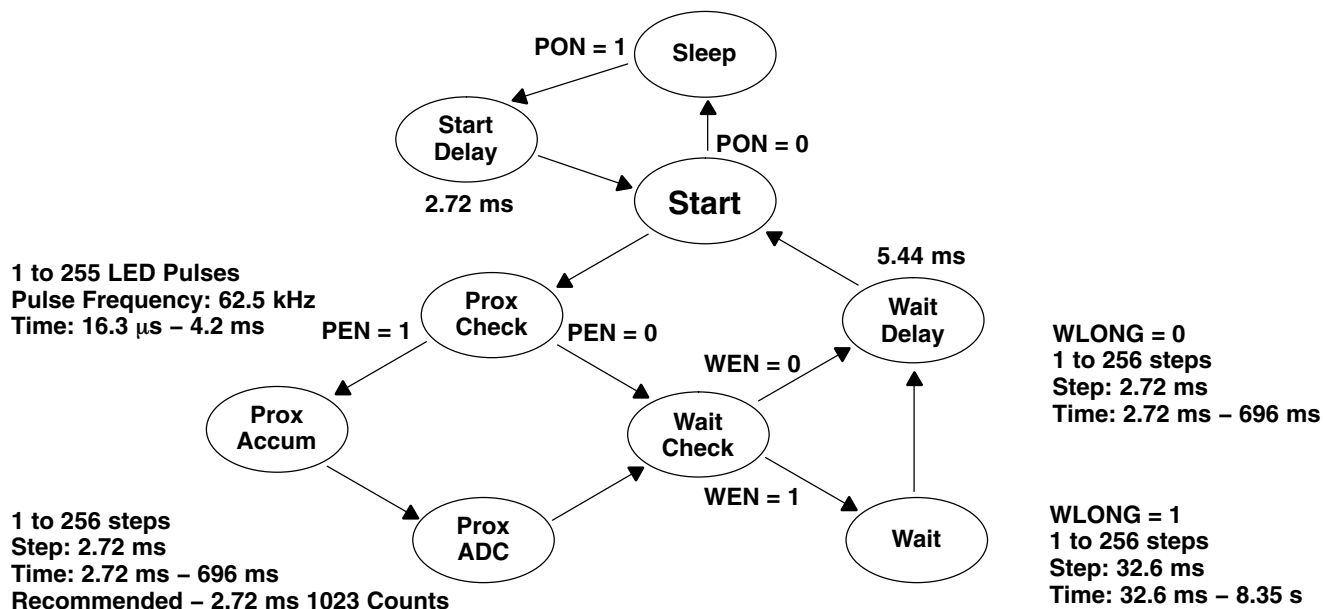 PON = 1
Sleep
Start
Delay
PON = 0
2.72 ms
Start
5.44 ms
1 to 255 LED Pulses
Pulse Frequency: 62.5 kHz
Time: 16.3 μs – 4.2 ms
Prox
Check
PEN = 1
PEN = 0
Wait
Delay
WEN = 0
WLONG = 0
1 to 256 steps
Step: 2.72 ms
Time: 2.72 ms – 696 ms
Prox
Accum
Wait
Check
WEN = 1
1 to 256 steps
Step: 2.72 ms
Time: 2.72 ms – 696 ms
Recommended – 2.72 ms 1023 Counts
Prox
ADC
Wait
WLONG = 1
1 to 256 steps
Step: 32.6 ms
Time: 32.6 ms – 8.35 s